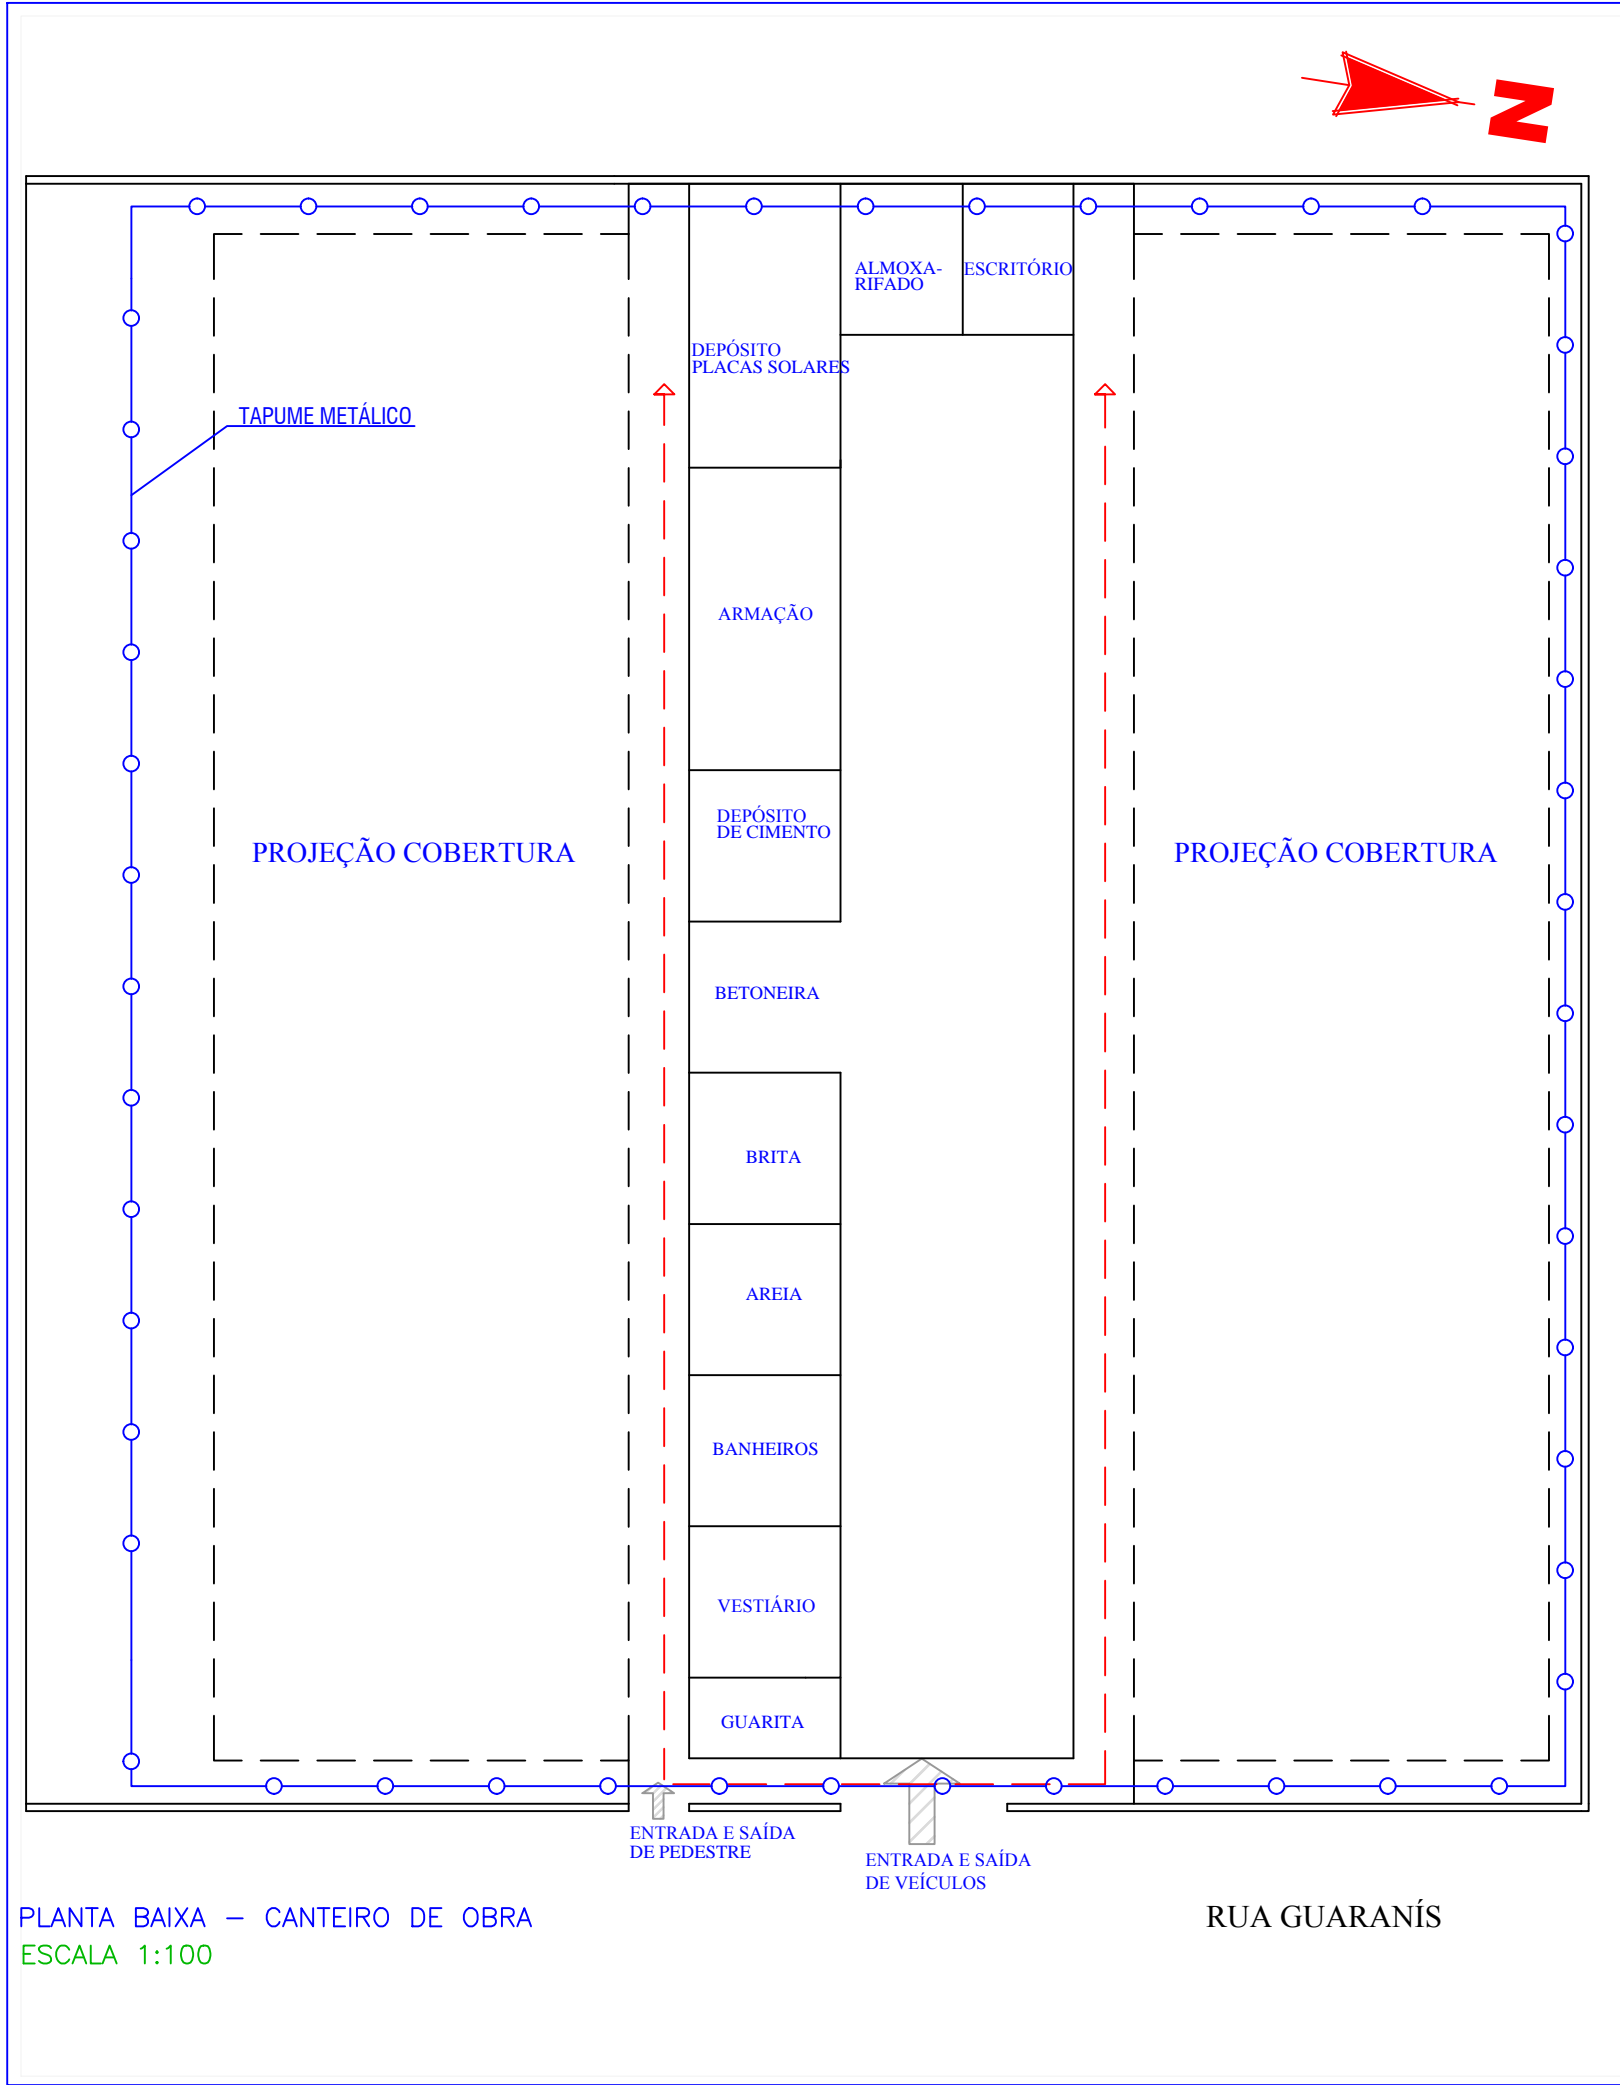 N
ALMOXA-
RIFADO
ESCRITÓRIO
DEPÓSITO
PLACAS SOLARES
TAPUME METÁLICO
ARMAÇÃO
DEPÓSITO
DE CIMENTO
PROJEÇÃO COBERTURA
PROJEÇÃO COBERTURA
BETONEIRA
BRITA
AREIA
BANHEIROS
VESTIÁRIO
GUARITA
ENTRADA E SAÍDA
DE PEDESTRE
ENTRADA E SAÍDA
DE VEÍCULOS
PLANTA BAIXA – CANTEIRO DE OBRA
ESCALA 1:100
RUA GUARANÍS